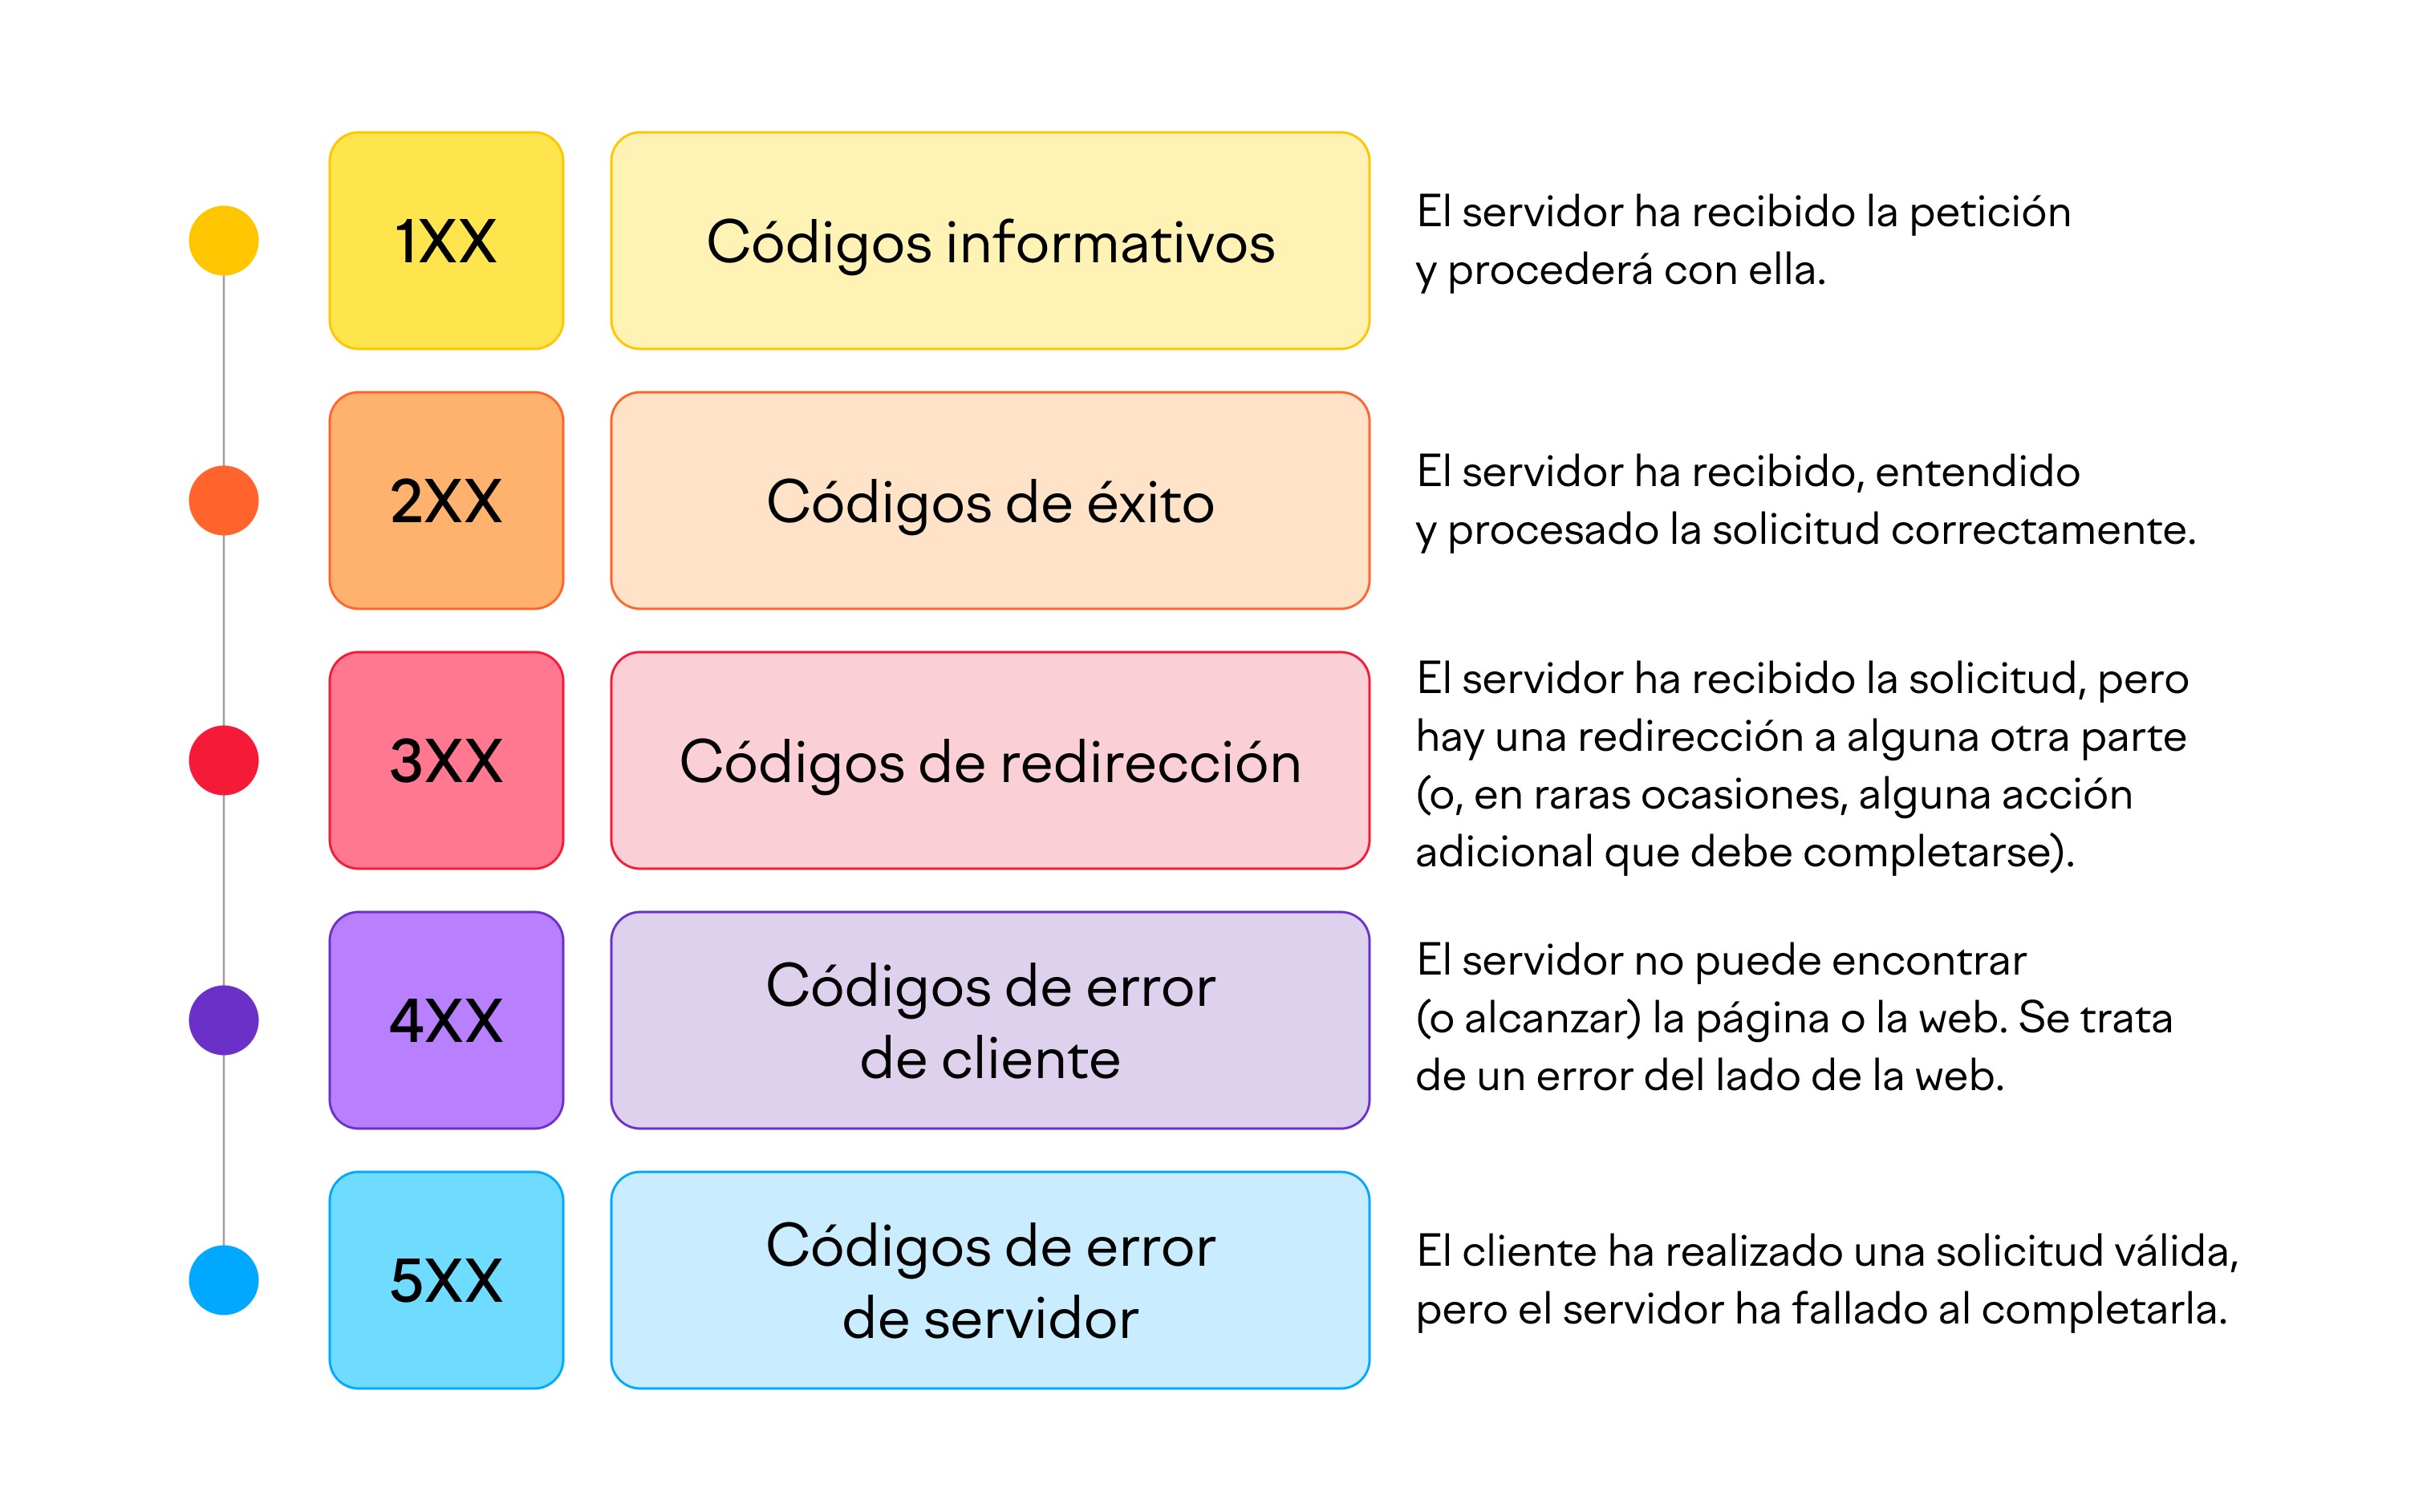 1XX
Códigos informativos
El servidor ha recibido la petición
y procederá con ella.
2XX
Códigos de éxito
El servidor ha recibido, entendido
y procesado la solicitud correctamente.
3XX
Códigos de redirección
El servidor ha recibido la solicitud, pero
hay una redirección a alguna otra parte
(o, en raras ocasiones, alguna acción
adicional que debe completarse).
4XX
Códigos de error
de cliente
El servidor no puede encontrar
(o alcanzar) la página o la web. Se trata
de un error del lado de la web.
5XX
Códigos de error
de servidor
El cliente ha realizado una solicitud válida,
pero el servidor ha fallado al completarla.